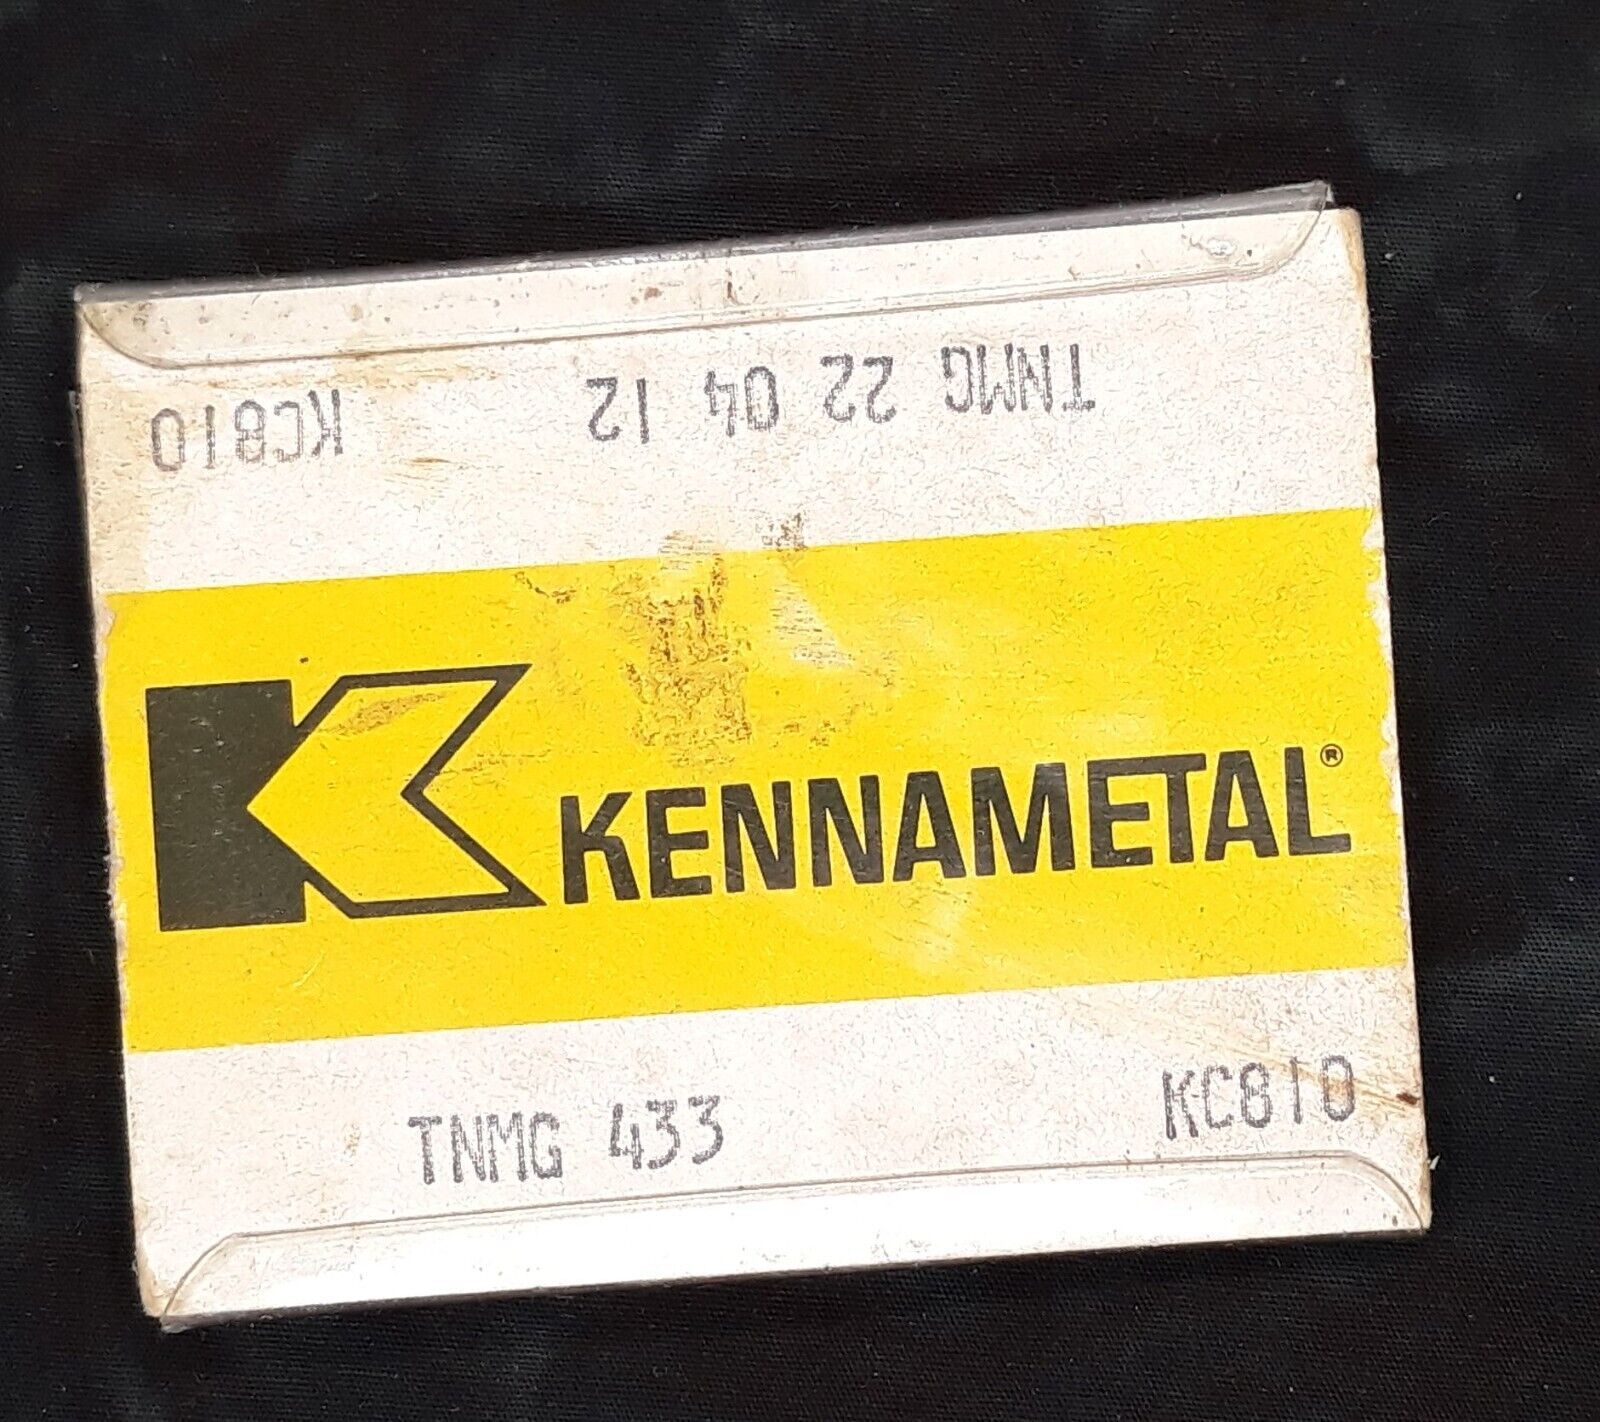 TNMG 22 04 12 KC810
KENNAMETAL®
TNMG 433 KC810